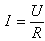 I = U/R